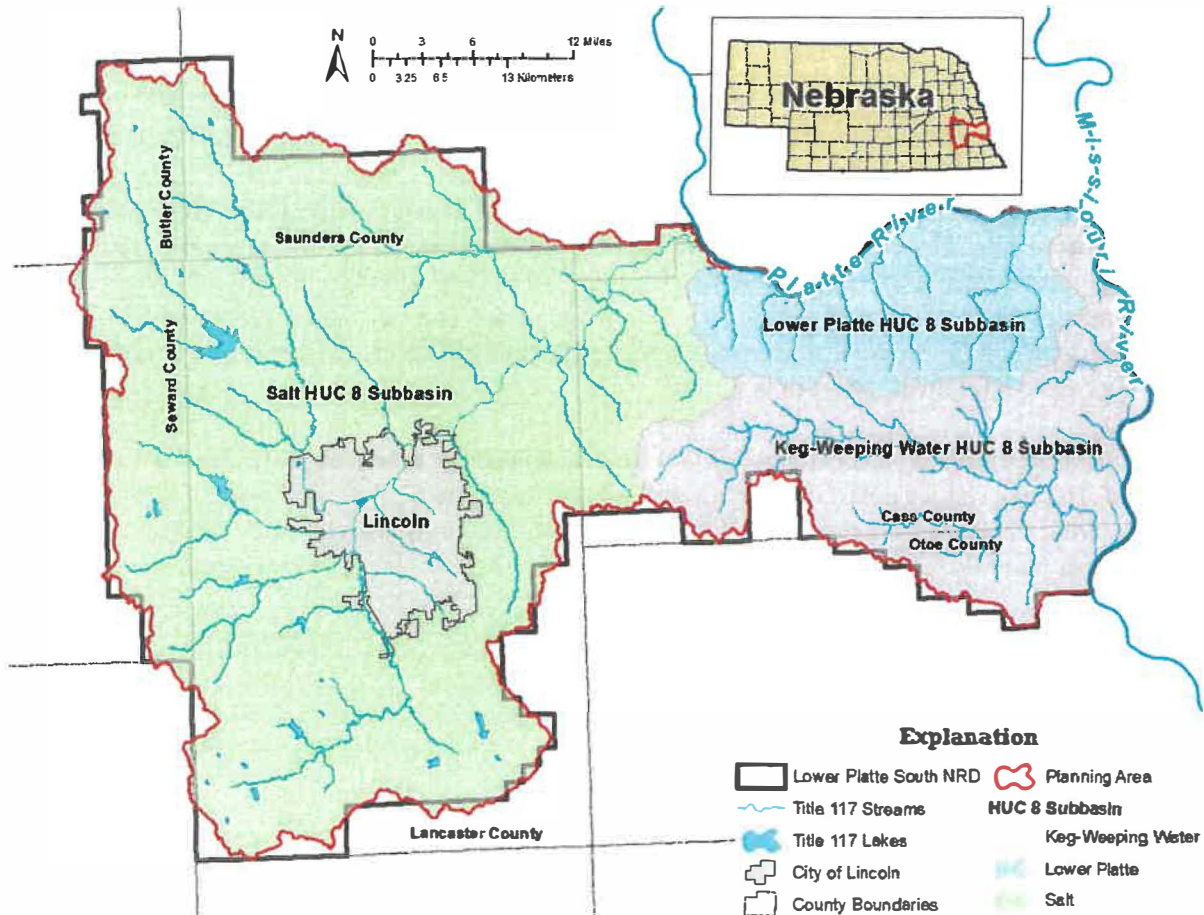 N
0 3 6 12 Miles
0 3.25 6.5 13 Kilometers
Nebraska
Missouri River
Platte River
Butler County
Saunders County
Seward County
Lower Platte HUC 8 Subbasin
Salt HUC 8 Subbasin
Keg-Weeping Water HUC 8 Subbasin
Lincoln
Cass County
Otoe County
Lancaster County
Explanation
Lower Platte South NRD
Title 117 Streams
Title 117 Lakes
City of Lincoln
County Boundaries
Planning Area
HUC 8 Subbasin
Keg-Weeping Water
Lower Platte
Salt